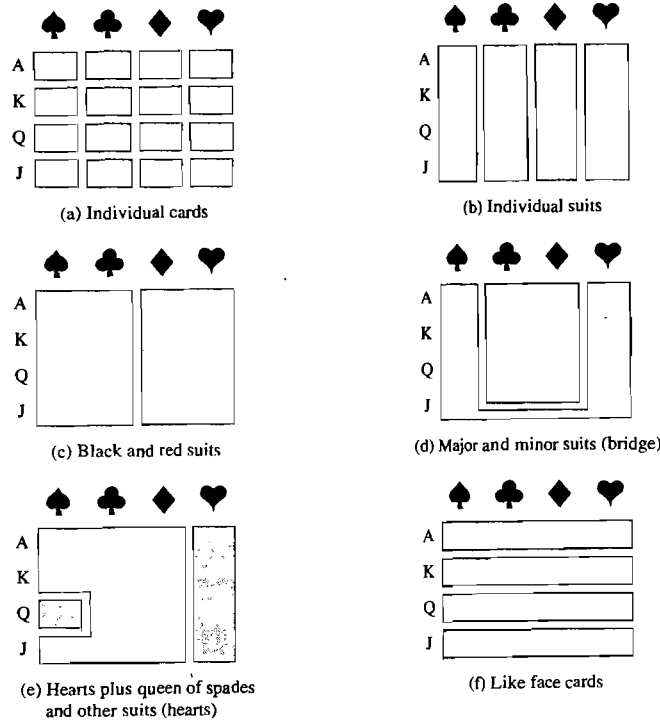 A
K
Q
J
(a) Individual cards
A
K
Q
J
(b) Individual suits
A
K
Q
J
(c) Black and red suits
A
K
Q
J
(d) Major and minor suits (bridge)
A
K
Q
J
(e) Hearts plus queen of spades
and other suits (hearts)
A
K
Q
J
(f) Like face cards